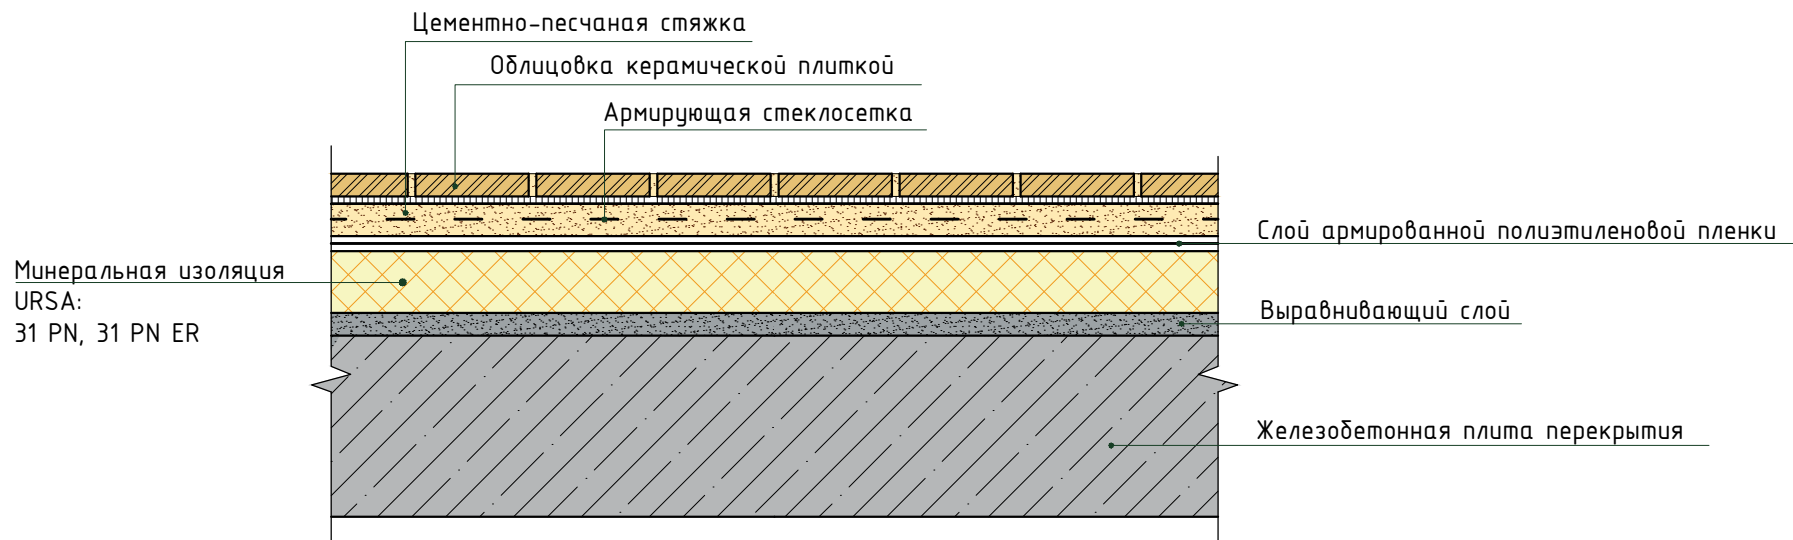 Цементно-песчаная стяжка
Облицовка керамической плиткой
Армирующая стеклосетка
Слой армированной полиэтиленовой пленки
Минеральная изоляция
URSA:
31 PN, 31 PN ER
Выравнивающий слой
Железобетонная плита перекрытия